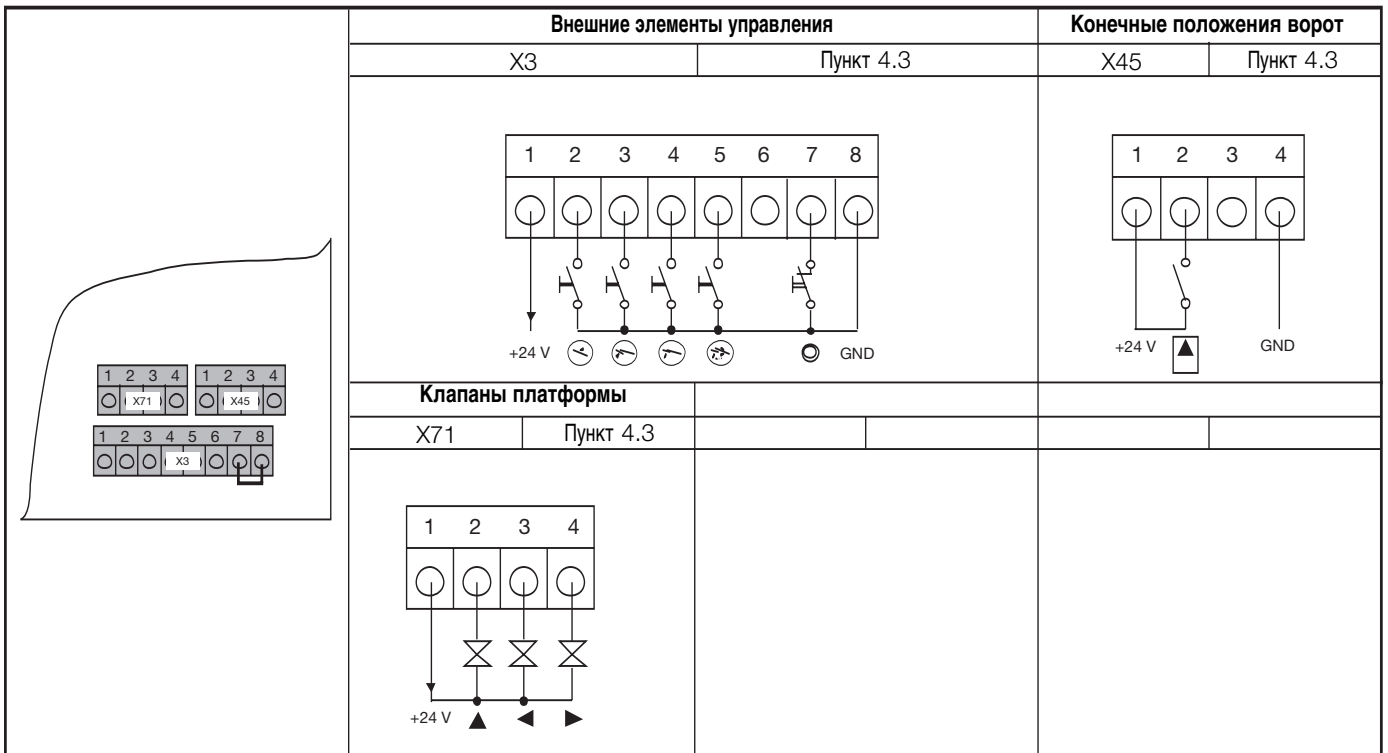 Внешние элементы управления
Конечные положения ворот
X3
Пункт 4.3
X45
Пункт 4.3
1 2 3 4 5 6 7 8
+24 V
GND
1 2 3 4
+24 V
GND
1 2 3 4
X71
1 2 3 4
X45
1 2 3 4 5 6 7 8
X3
Клапаны платформы
X71
Пункт 4.3
1 2 3 4
+24 V